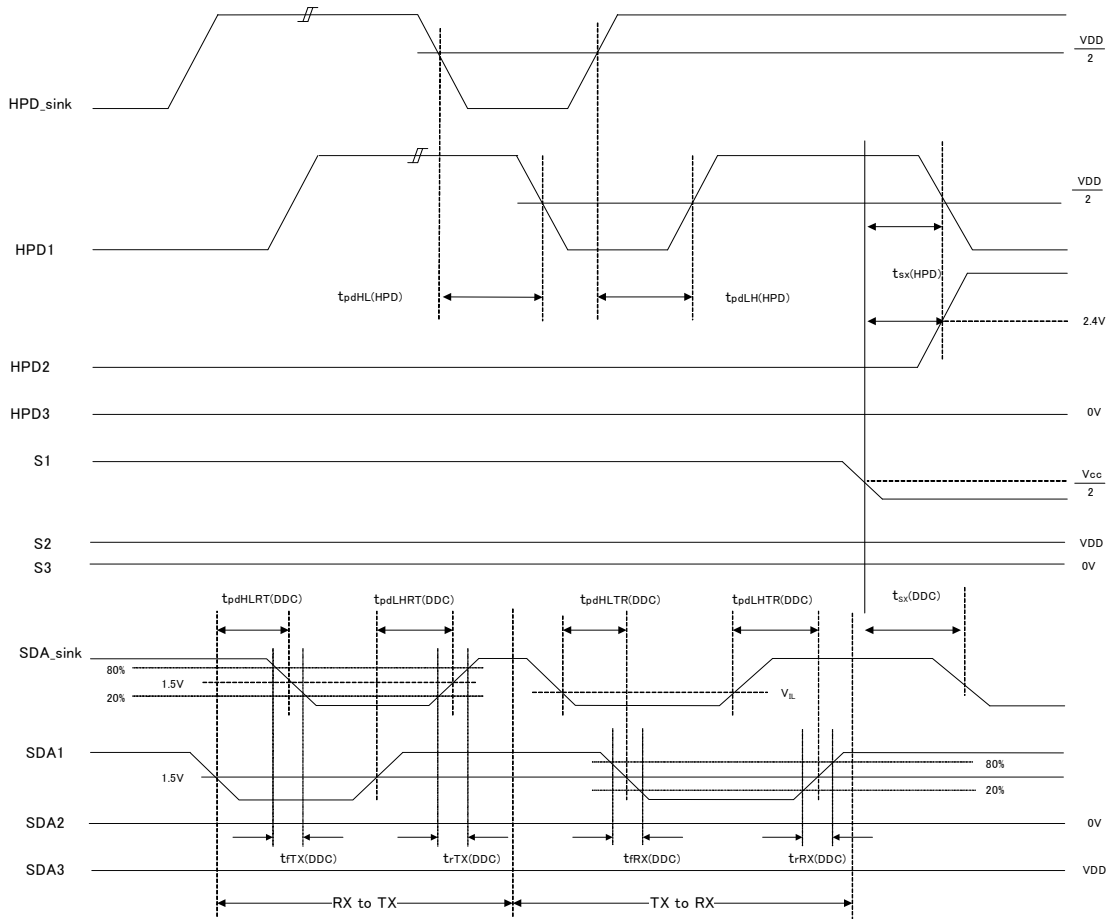 VDD
2
HPD_sink
VDD
2
HPD1
tsx(HPD)
tpdHL(HPD)
tpdLH(HPD)
2.4V
HPD2
HPD3
0V
S1
Vcc
2
S2
VDD
S3
0V
tpdHLRT(DDC)
tpdLHRT(DDC)
tpdHLTR(DDC)
tpdLHTR(DDC)
tsx(DDC)
SDA_sink
80%
1.5V
20%
VIL
SDA1
80%
1.5V
20%
SDA2
0V
tfTX(DDC)
trTX(DDC)
tfRX(DDC)
trRX(DDC)
SDA3
VDD
RX to TX
TX to RX